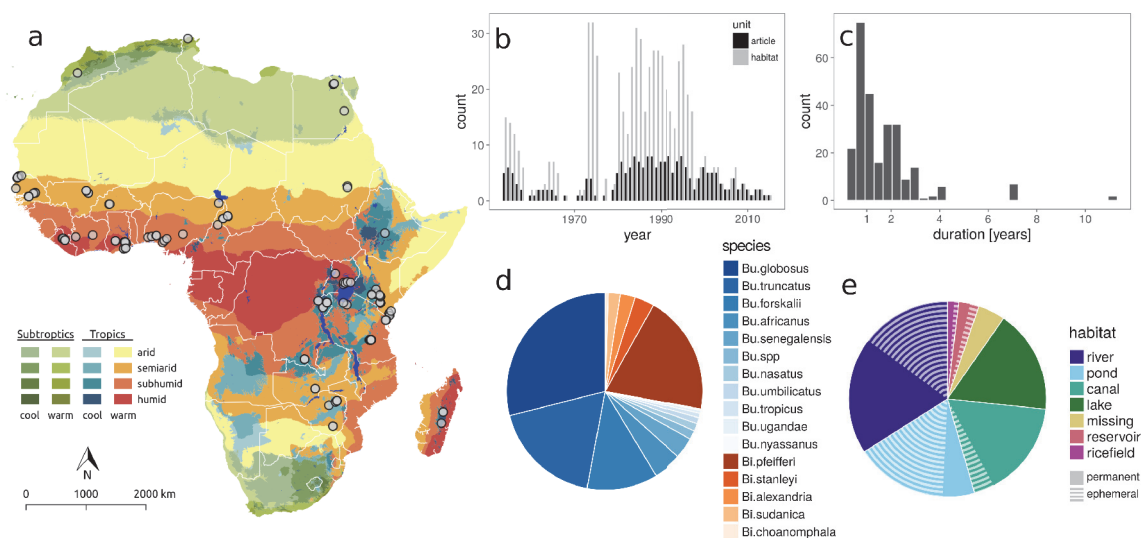 a
Subtroptics Tropics
arid
semiarid
subhumid
humid
cool warm cool warm
N
0 1000 2000 km
b
unit
article
habitat
count
30
20
10
0
1970 1990 2010
year
c
count
60
40
20
0
2 4 6 8 10
1
duration [years]
d
species
Bu.globosus
Bu.truncatus
Bu.forskalii
Bu.africanus
Bu.senegalensis
Bu.spp
Bu.nasatus
Bu.umbilicatus
Bu.tropicus
Bu.ugandae
Bu.nyassanus
Bi.pfeifferi
Bi.stanleyi
Bi.alexandria
Bi.sudanica
Bi.choanomphala
e
habitat
river
pond
canal
lake
missing
reservoir
ricefield
permanent
ephemeral